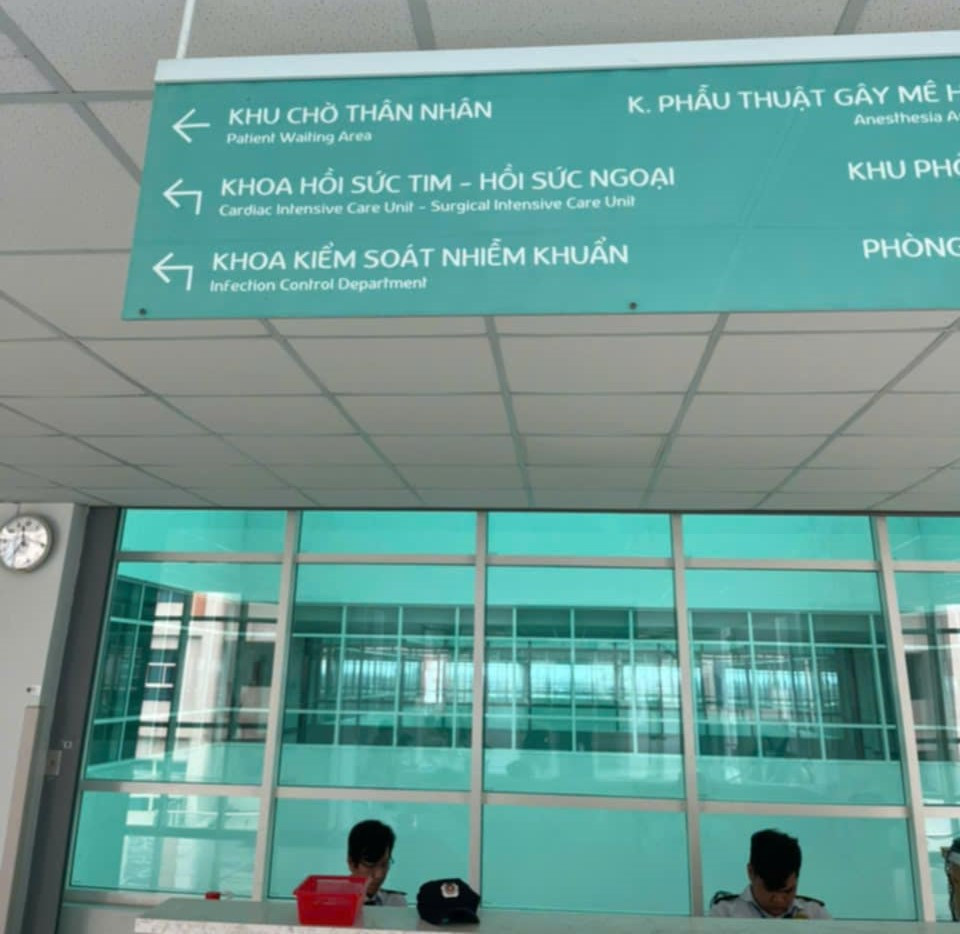 KHU CHỜ THÂN NHÂN
Patient Waiting Area
KHOA HỒI SỨC TIM - HỒI SỨC NGOẠI
Cardiac Intensive Care Unit - Surgical Intensive Care Unit
KHOA KIỂM SOÁT NHIỄM KHUẨN
Infection Control Department
K. PHẪU THUẬT GÂY MÊ
Anesthesia
KHU
PHÒNG